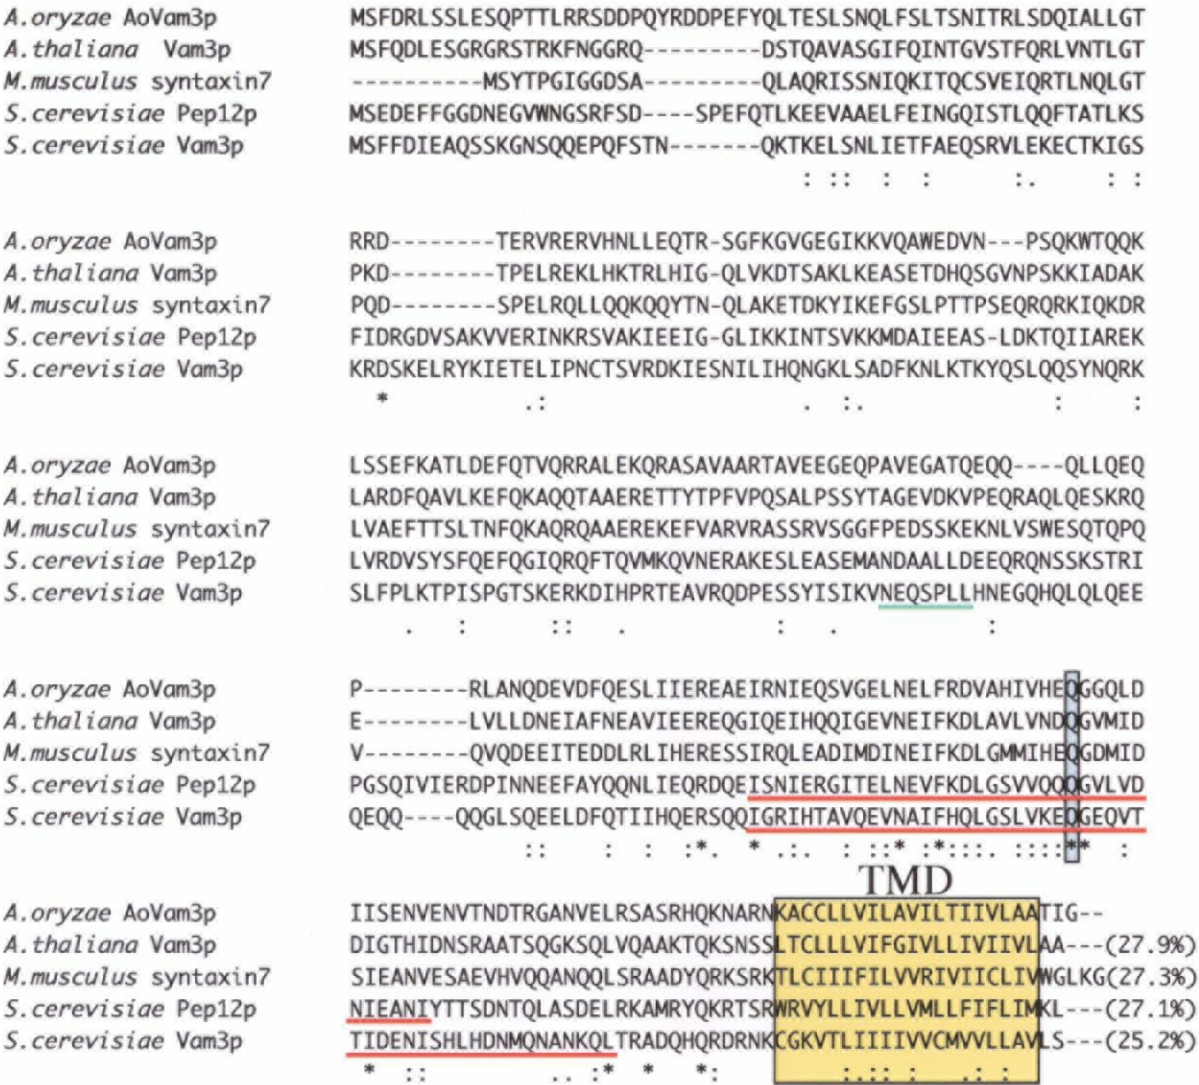 A.oryzae AoVam3p MSFDRLSSLESQPTTLRRSDDPQYRDDPEFYQLTESLSNQLFSLTSNITRLSDQIALLGT
A.thaliana Vam3p MSFQDLESGRGRSTRKFNGGRQ---------DSTQAVASGIFQINTGVSTFQRLVNTLGT
M.musculus syntaxin7 ----------MSYTPGIGGDSA---------QLAQRISSNIQKITQCSVEIQRTLNQLGT
S.cerevisiae Pep12p MSEDEFFGGDNEGVWNGSRFSD----SPEFQTLKEEVAAELFEINGQISTLQQFTATLKS
S.cerevisiae Vam3p MSFFDIEAQSSKGNSQQEPQFSTN-------QKTKELSNLIETFAEQSRVLEKECTKIGS
: :: : : :. : :
A.oryzae AoVam3p RRD--------TERVRERVHNLLEQTR-SGFKGVGEGIKKVQAWEDVN---PSQKWTQQK
A.thaliana Vam3p PKD--------TPELREKLHKTRLHIG-QLVKDTSAKLKEASETDHQSGVNPSKKIADAK
M.musculus syntaxin7 PQD--------SPELRQLLQQKQQYTN-QLAKETDKYIKEFGSLPTTPSEQRQRKIQKDR
S.cerevisiae Pep12p FIDRGDVSAKVVERINKRSVAKIEEIG-GLIKKINTSVKKMDAIEEAS-LDKTQIIAREK
S.cerevisiae Vam3p KRDSKELRYKIETELIPNCTSVRDKIESNILIHQNGKLSADFKNLKTKYQSLQQSYNQRK
* .: . :. : :
A.oryzae AoVam3p LSSEFKATLDEFQTVQRRALEKQRASAVAARTAVEEGEQPAVEGATQEQQ----QLLQEQ
A.thaliana Vam3p LARDFQAVLKEFQKAQQTAAERETTYTPFVPQSALPSSYTAGEVDKVPEQRAQLQESKRQ
M.musculus syntaxin7 LVAEFTTSLTNFQKAQRQAAEREKEFVARVRASSRVSGGFPEDSSKEKNLVSWESQTQPQ
S.cerevisiae Pep12p LVRDVSYSFQEFQGIQRQFTQVMKQVNERAKESLEASEMANDAALLDEEQRQNSSKSTRI
S.cerevisiae Vam3p SLFPLKTPISPGTSKERKDIHPRTEAVRQDPESSYISIKVNEQSPLLHNEGQHQLQLQEE
. : :: . : . :
A.oryzae AoVam3p P--------RLANQDEVDFQESLIIEREAEIRNIEQSVGELNELFRDVAHIVHEQGGQLD
A.thaliana Vam3p E--------LVLLDNEIAFNEAVIEEREQGIQEIHQQIGEVNEIFKDLAVLVNDQGVMID
M.musculus syntaxin7 V--------QVQDEEITEDDLRLIHERESSIRQLEADIMDINEIFKDLGMMIHEQGDMID
S.cerevisiae Pep12p PGSQIVIERDPINNEEFAYQQNLIEQRDQEISNIERGITELNEVFKDLGSVVQQQGVLVD
S.cerevisiae Vam3p QEQQ----QQGLSQEELDFQTIIHQERSQQIGRIHTAVQEVNAIFHQLGSLVKEQGEQVT
:: : : :*. * .:. : ::* :*:::. ::::** :
TMD
A.oryzae AoVam3p IISENVENVTNDTRGANVELRSASRHQKNARNKACCLLVILAVILTIIVLAATIG--
A.thaliana Vam3p DIGTHIDNSRAATSQGKSQLVQAAKTQKSNSSLTCLLLVIFGIVLLIVIIVLAA---(27.9%)
M.musculus syntaxin7 SIEANVESAEVHVQQANQQLSRAADYQRKSRKTLCIIIFILVVRIVIICLIVWGLKG(27.3%)
S.cerevisiae Pep12p NIEANIYTTSDNTQLASDELRKAMRYQKRTSRWRVYLLIVLLVMLLFIFLIMKL---(27.1%)
S.cerevisiae Vam3p TIDENISHLHDNMQNANKQLTRADQHQRDRNKCGKVTLIIIIVVCMVVLLAVLS---(25.2%)
* :: .. :* * *: :.:: : .: :